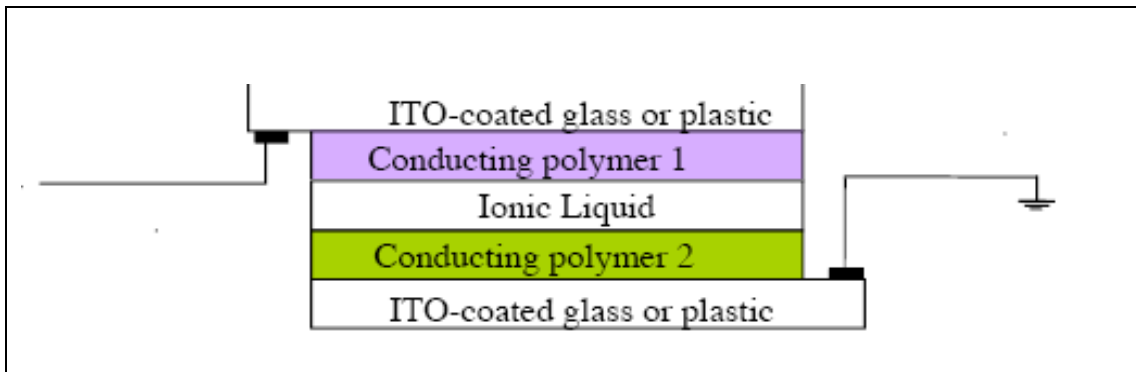 ITO-coated glass or plastic
Conducting polymer 1
Ionic Liquid
Conducting polymer 2
ITO-coated glass or plastic